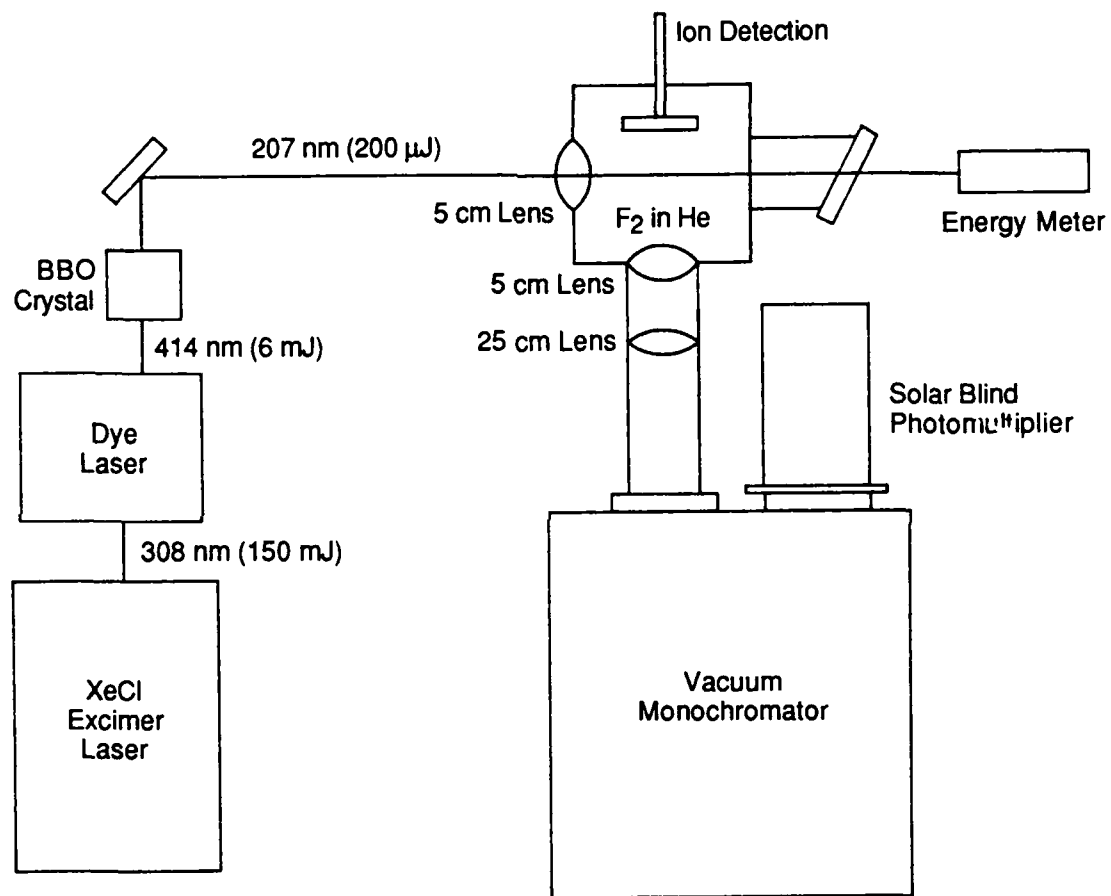 Ion Detection
207 nm (200 μJ)
5 cm Lens
F2 in He
Energy Meter
BBO
Crystal
5 cm Lens
414 nm (6 mJ)
25 cm Lens
Solar Blind
Photomultiplier
Dye
Laser
308 nm (150 mJ)
XeCl
Excimer
Laser
Vacuum
Monochromator